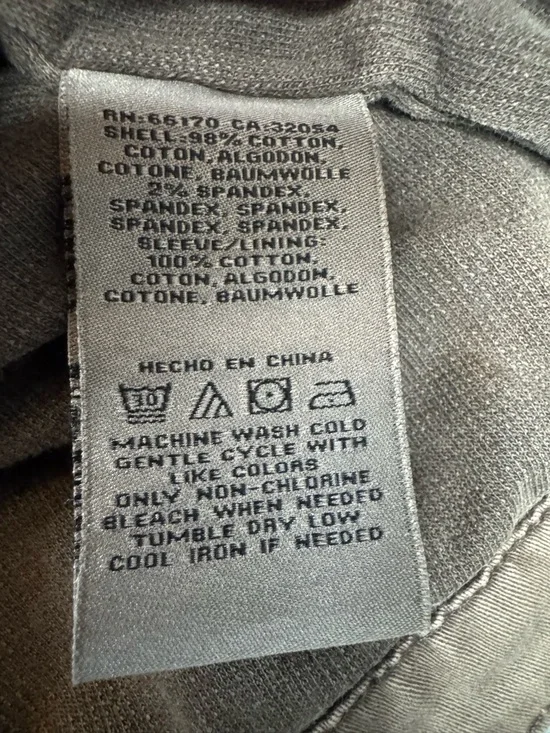 RN:66170 CA:32054
SHELL:98% COTTON,
COTON, ALGODON,
COTONE, BAUMWOLLE
2% SPANDEX,
SPANDEX, SPANDEX,
SPANDEX, SPANDEX.
SLEEVE/LINING:
100% COTTON,
COTON, ALGODON,
COTONE, BAUMWOLLE
HECHO EN CHINA
30
MACHINE WASH COLD
GENTLE CYCLE WITH
LIKE COLORS
ONLY NON-CHLORINE
BLEACH WHEN NEEDED
TUMBLE DRY LOW
COOL IRON IF NEEDED